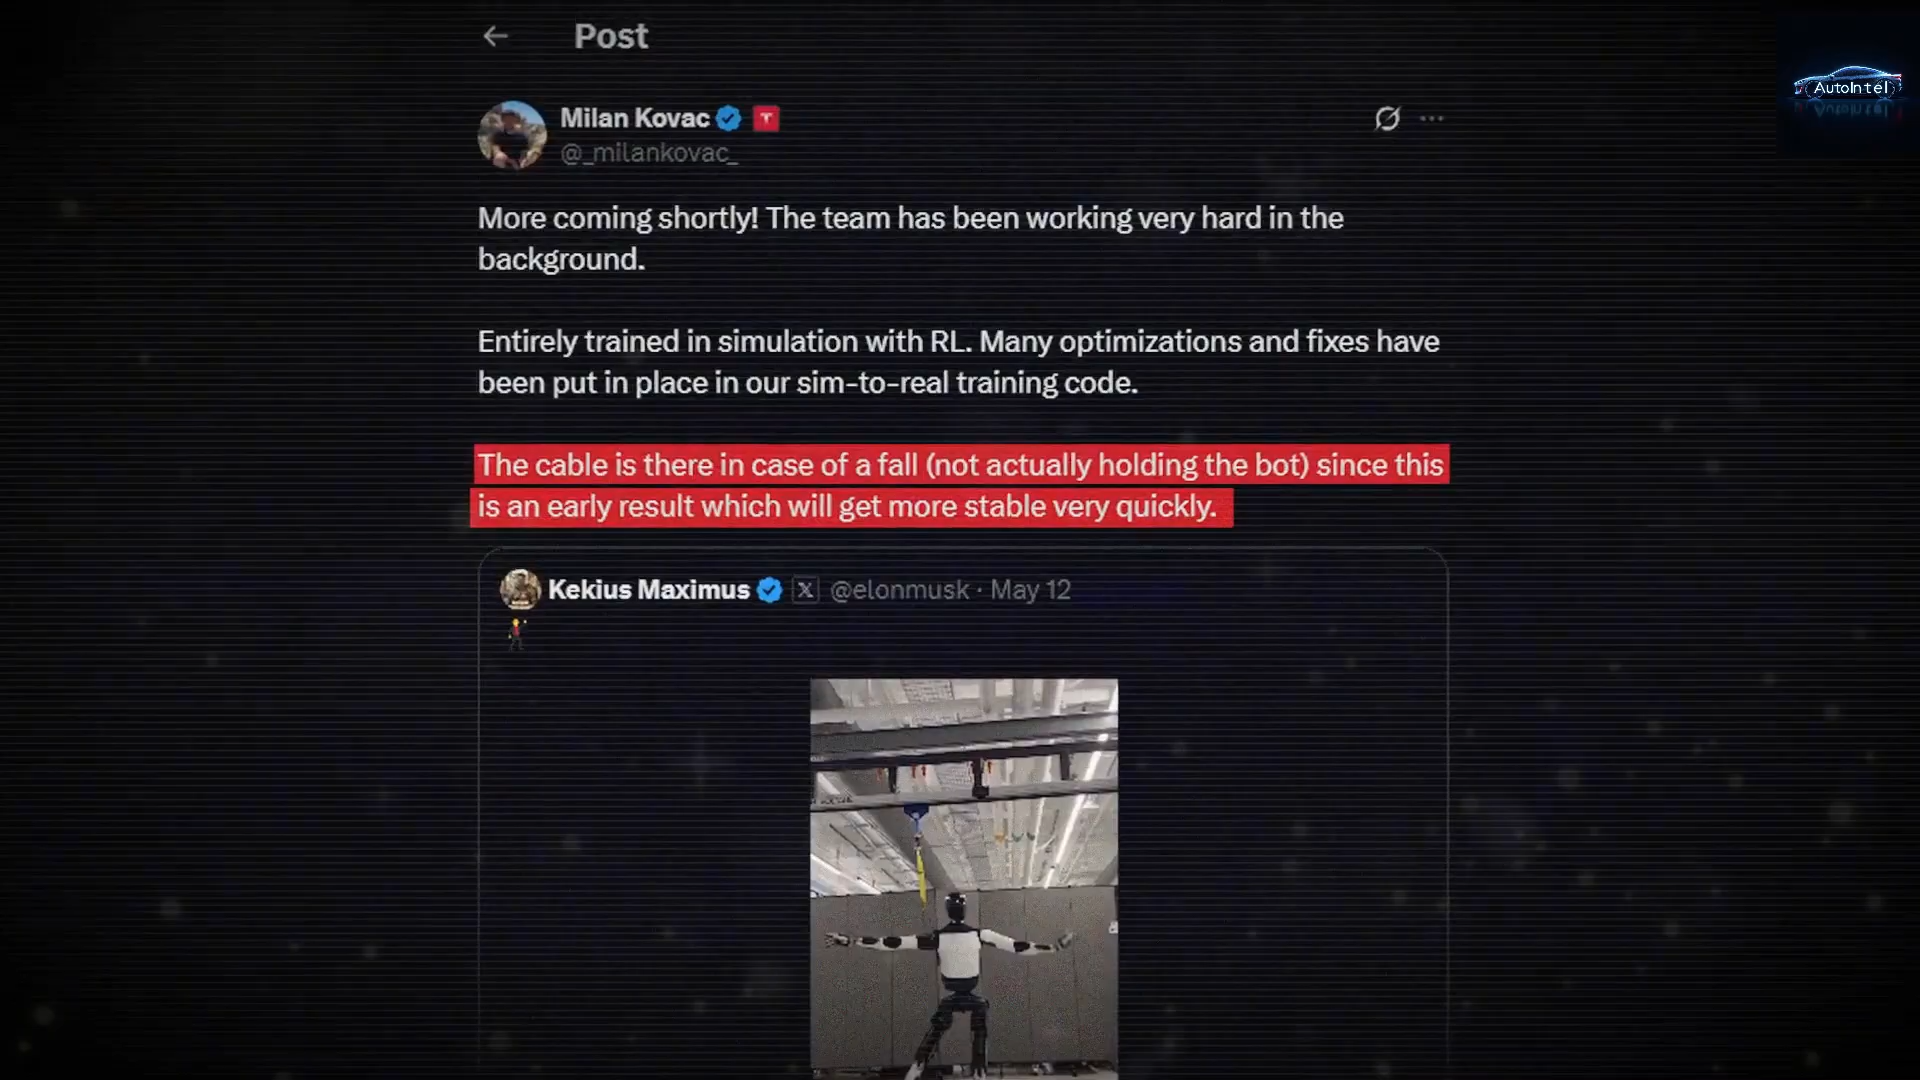 Post
AutoIntel
Milan Kovac
@_milankovac_
More coming shortly! The team has been working very hard in the
background.
Entirely trained in simulation with RL. Many optimizations and fixes have
been put in place in our sim-to-real training code.
The cable is there in case of a fall (not actually holding the bot) since this
is an early result which will get more stable very quickly.
Kekius Maximus X @elonmusk · May 12